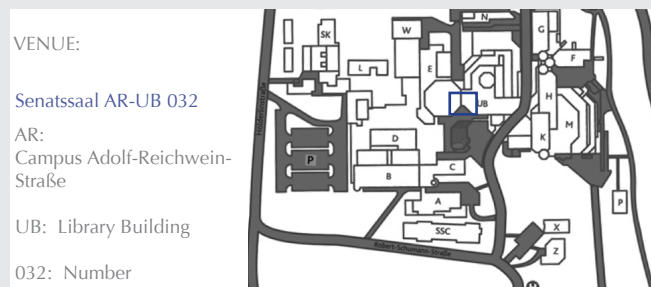 VENUE:
Senatssaal AR-UB 032
AR:
Campus Adolf-Reichwein-
Straße
UB: Library Building
032: Number
N
W
SK
G
F
E
L
UB
H
M
D
K
P
B
C
A
P
SSC
X
Z
Hölderlinstraße
Robert-Schumann-Straße